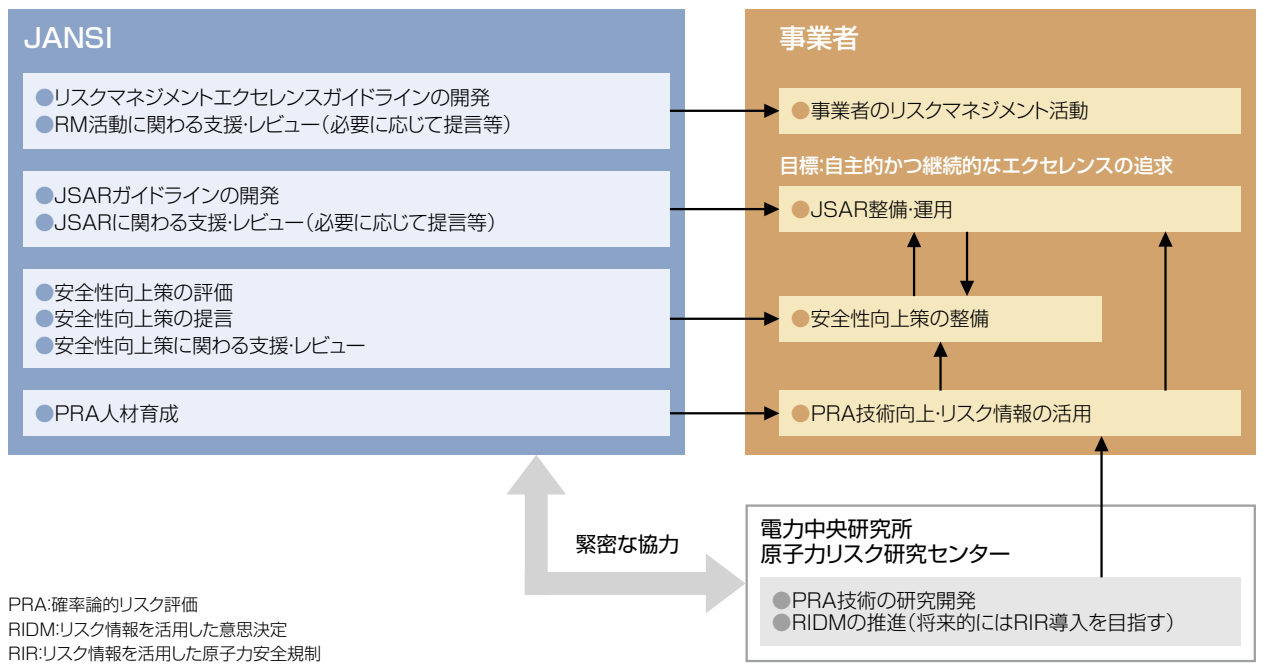 JANSI
●リスクマネジメントエクセレンスガイドラインの開発
●RM活動に関わる支援・レビュー(必要に応じて提言等)
●JSARガイドラインの開発
●JSARに関わる支援・レビュー(必要に応じて提言等)
●安全性向上策の評価
●安全性向上策の提言
●安全性向上策に関わる支援・レビュー
●PRA人材育成
事業者
●事業者のリスクマネジメント活動
目標:自主的かつ継続的なエクセレンスの追求
●JSAR整備・運用
●安全性向上策の整備
●PRA技術向上・リスク情報の活用
緊密な協力
電力中央研究所
原子力リスク研究センター
●PRA技術の研究開発
●RIDMの推進(将来的にはRIR導入を目指す)
PRA:確率論的リスク評価
RIDM:リスク情報を活用した意思決定
RIR:リスク情報を活用した原子力安全規制